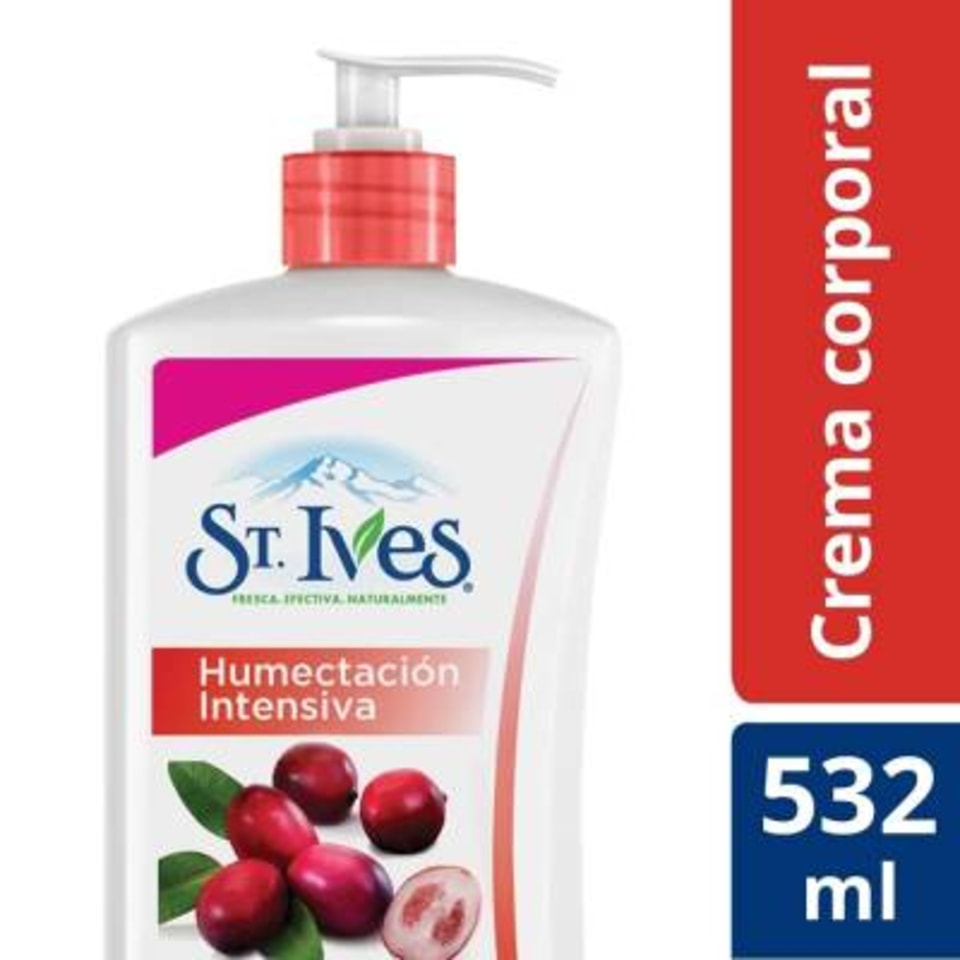 St. Ives®
FRESCA. EFECTIVA. NATURALMENTE
Humectación
Intensiva
Crema corporal
532
ml